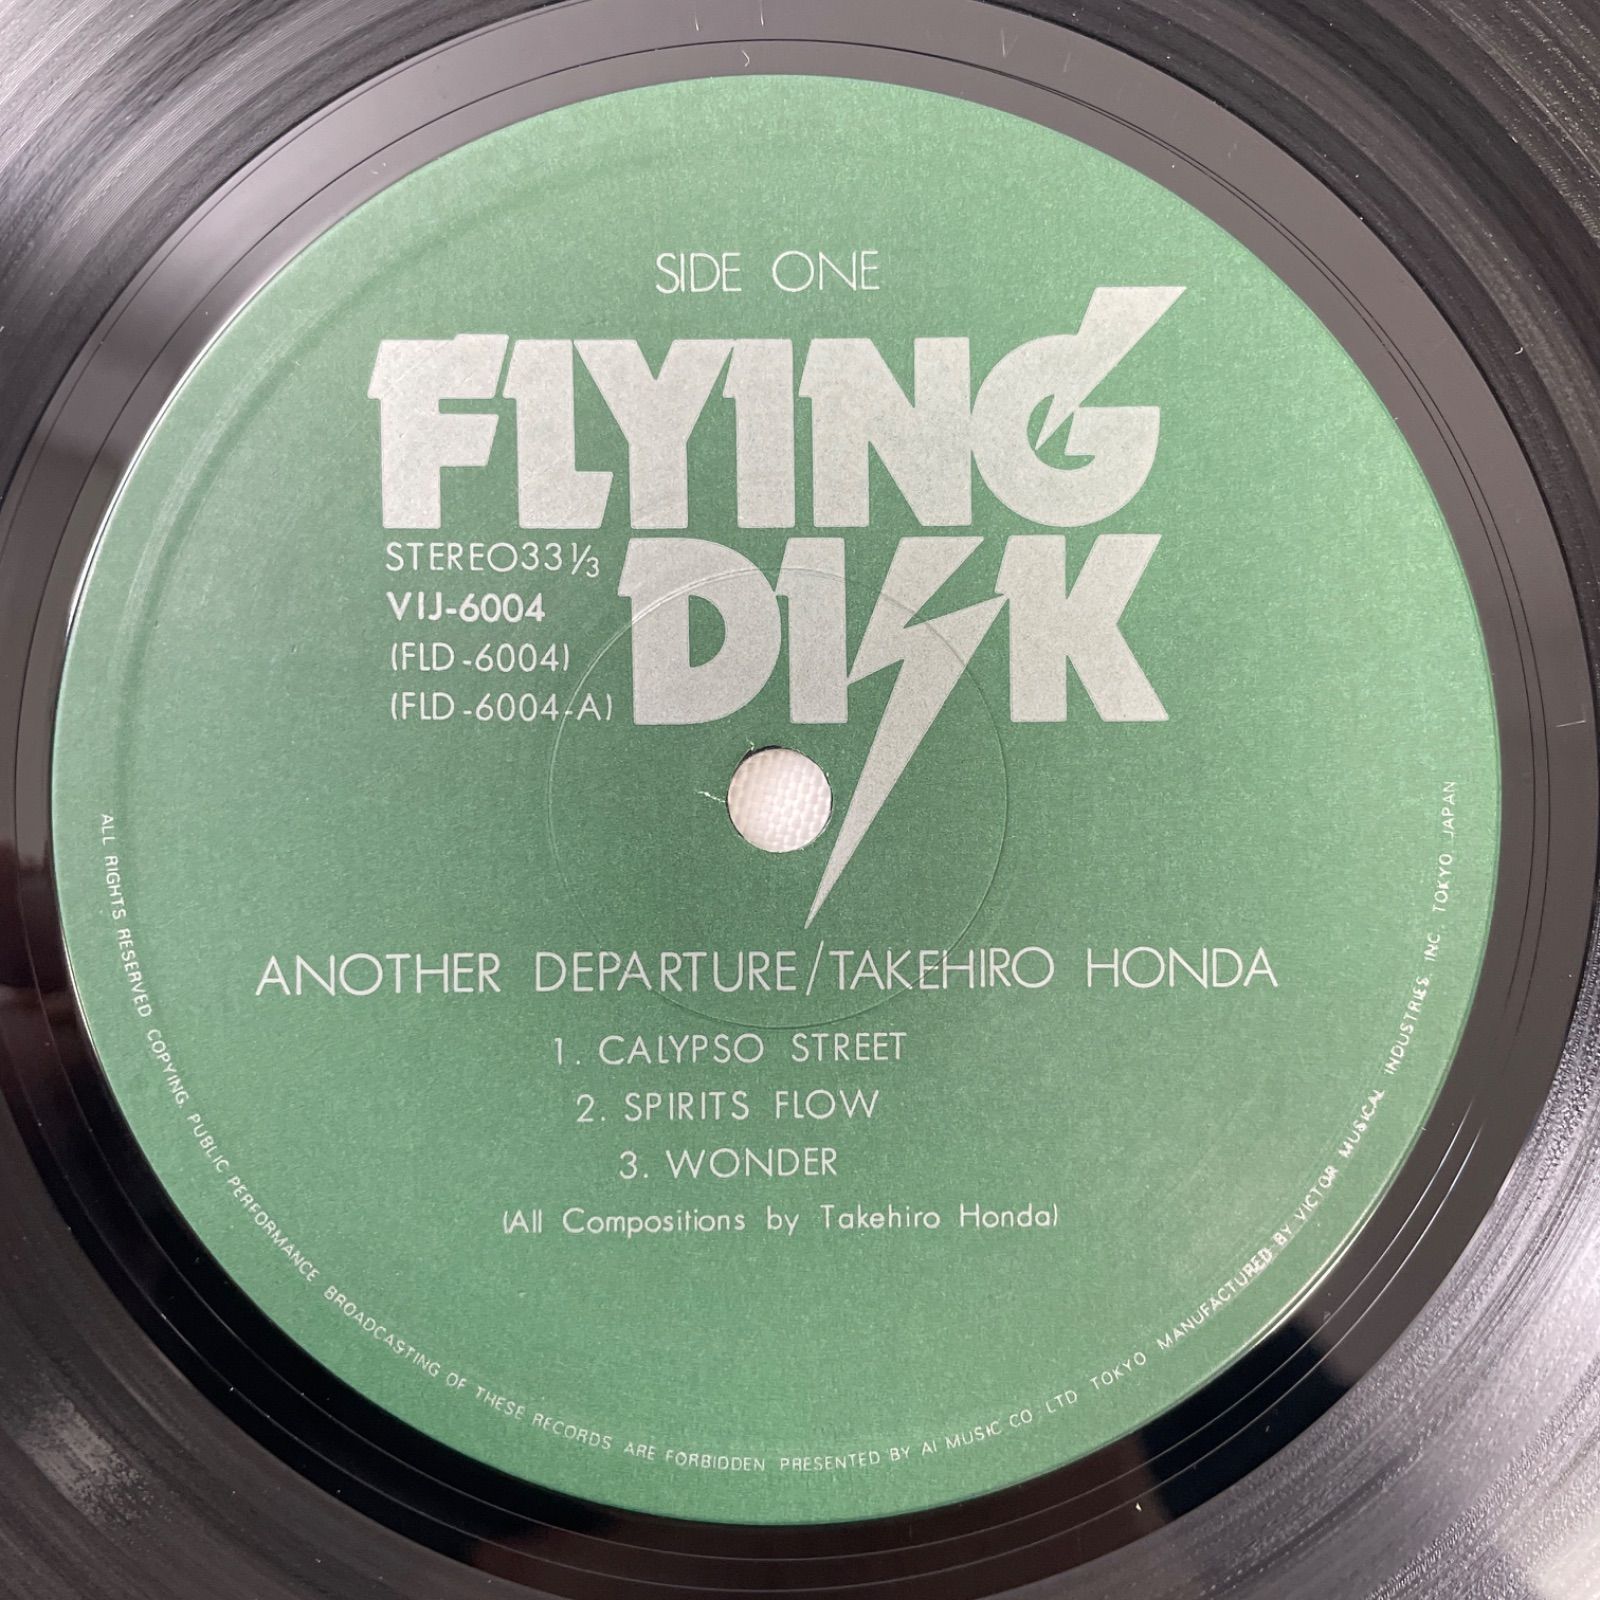 SIDE ONE
FLYING
DISK
STEREO33⅓
VIJ-6004
(FLD-6004)
(FLD-6004-A)
ANOTHER DEPARTURE/TAKEHIRO HONDA
1. CALYPSO STREET
2. SPIRITS FLOW
3. WONDER
(All Compositions by Takehiro Honda)
ALL RIGHTS RESERVED COPYING, PUBLIC PERFORMANCE BROADCASTING OF THESE RECORDS ARE FORBIDDEN PRESENTED BY AI MUSIC CO., LTD TOKYO MANUFACTURED BY VICTOR MUSICAL INDUSTRIES, INC. TOKYO JAPAN